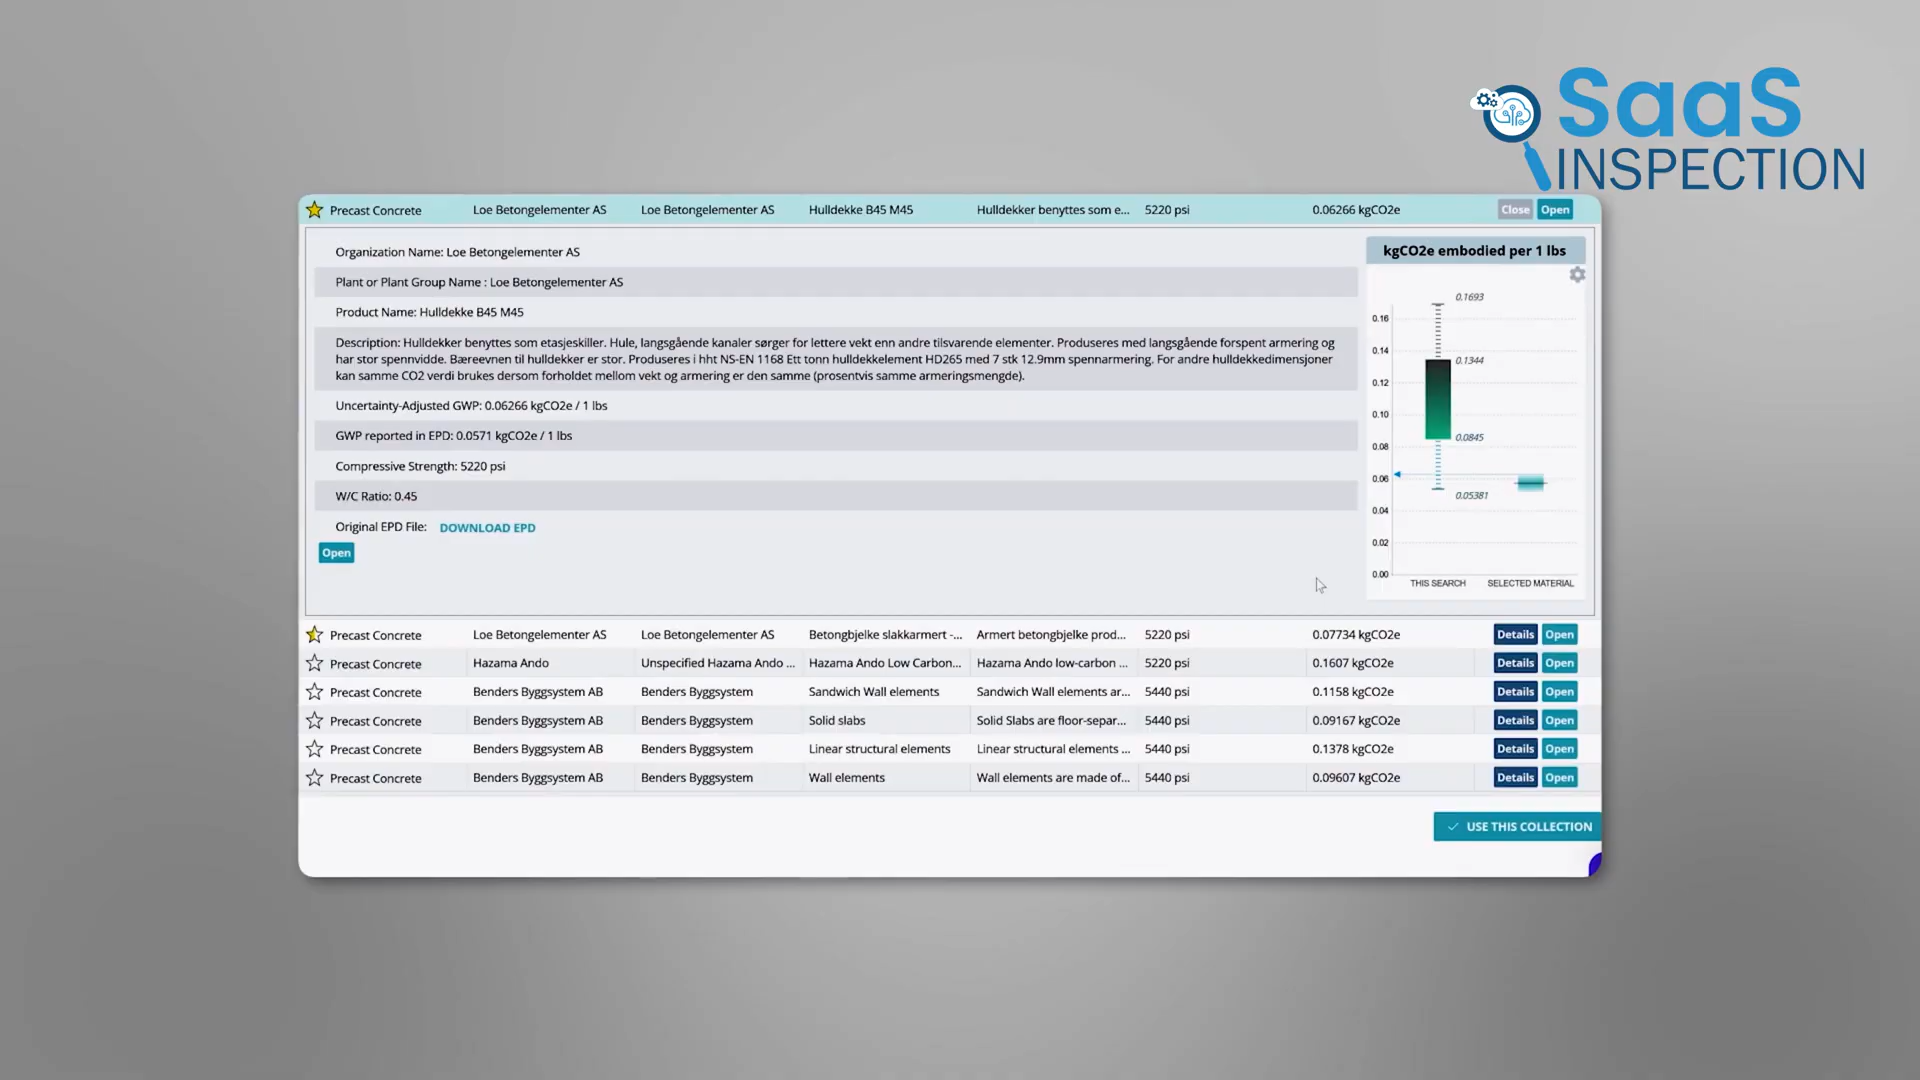 SaaS
INSPECTION
Precast Concrete Loe Betongelementer AS Loe Betongelementer AS Hulldekke B45 M45 Hulldekker benyttes som e... 5220 psi 0.06266 kgCO2e Close Open
Organization Name: Loe Betongelementer AS
Plant or Plant Group Name : Loe Betongelementer AS
Product Name: Hulldekke B45 M45
Description: Hulldekker benyttes som etasjeskiller. Hule, langsgående kanaler sørger for lettere vekt enn andre tilsvarende elementer. Produseres med langsgående forspent armering og
har stor spennvidde. Bæreevnen til hulldekker er stor. Produseres i hht NS-EN 1168 Ett tonn hulldekkelement HD265 med 7 stk 12.9mm spennarmering. For andre hulldekkedimensjoner
kan samme CO2 verdi brukes dersom forholdet mellom vekt og armering er den samme (prosentvis samme armeringsmengde).
Uncertainty-Adjusted GWP: 0.06266 kgCO2e / 1 lbs
GWP reported in EPD: 0.0571 kgCO2e / 1 lbs
Compressive Strength: 5220 psi
W/C Ratio: 0.45
Original EPD File: DOWNLOAD EPD
Open
kgCO2e embodied per 1 lbs
0.1693
0.16
0.14
0.1344
0.12
0.10
0.0845
0.08
0.06
0.05381
0.04
0.02
0.00
THIS SEARCH SELECTED MATERIAL
Precast Concrete Loe Betongelementer AS Loe Betongelementer AS Betongbjelke slakkarmert -... Armert betongbjelke prod... 5220 psi 0.07734 kgCO2e Details Open
Precast Concrete Hazama Ando Unspecified Hazama Ando ... Hazama Ando Low Carbon... Hazama Ando low-carbon ... 5220 psi 0.1607 kgCO2e Details Open
Precast Concrete Benders Byggsystem AB Benders Byggsystem Sandwich Wall elements Sandwich Wall elements ar... 5440 psi 0.1158 kgCO2e Details Open
Precast Concrete Benders Byggsystem AB Benders Byggsystem Solid slabs Solid Slabs are floor-separ... 5440 psi 0.09167 kgCO2e Details Open
Precast Concrete Benders Byggsystem AB Benders Byggsystem Linear structural elements Linear structural elements ... 5440 psi 0.1378 kgCO2e Details Open
Precast Concrete Benders Byggsystem AB Benders Byggsystem Wall elements Wall elements are made of... 5440 psi 0.09607 kgCO2e Details Open
USE THIS COLLECTION